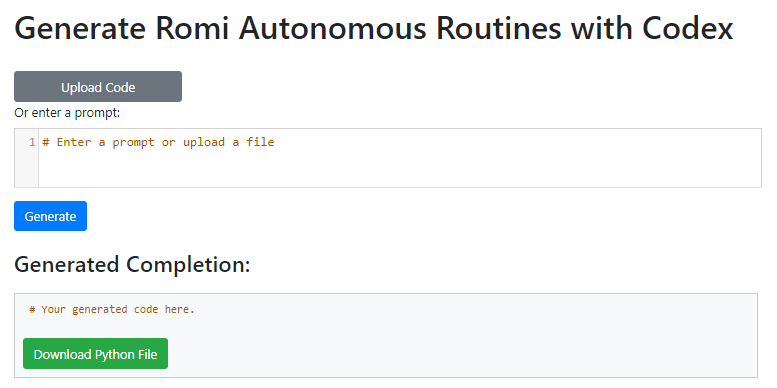 Generate Romi Autonomous Routines with Codex
Upload Code
Or enter a prompt:
1 # Enter a prompt or upload a file
Generate
Generated Completion:
# Your generated code here.
Download Python File